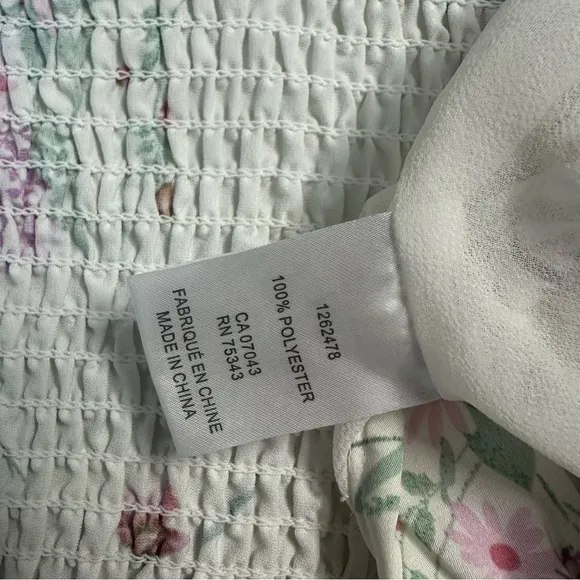 1262478
100% POLYESTER
CA 07043
RN 75343
FABRIQUÉ EN CHINE
MADE IN CHINA